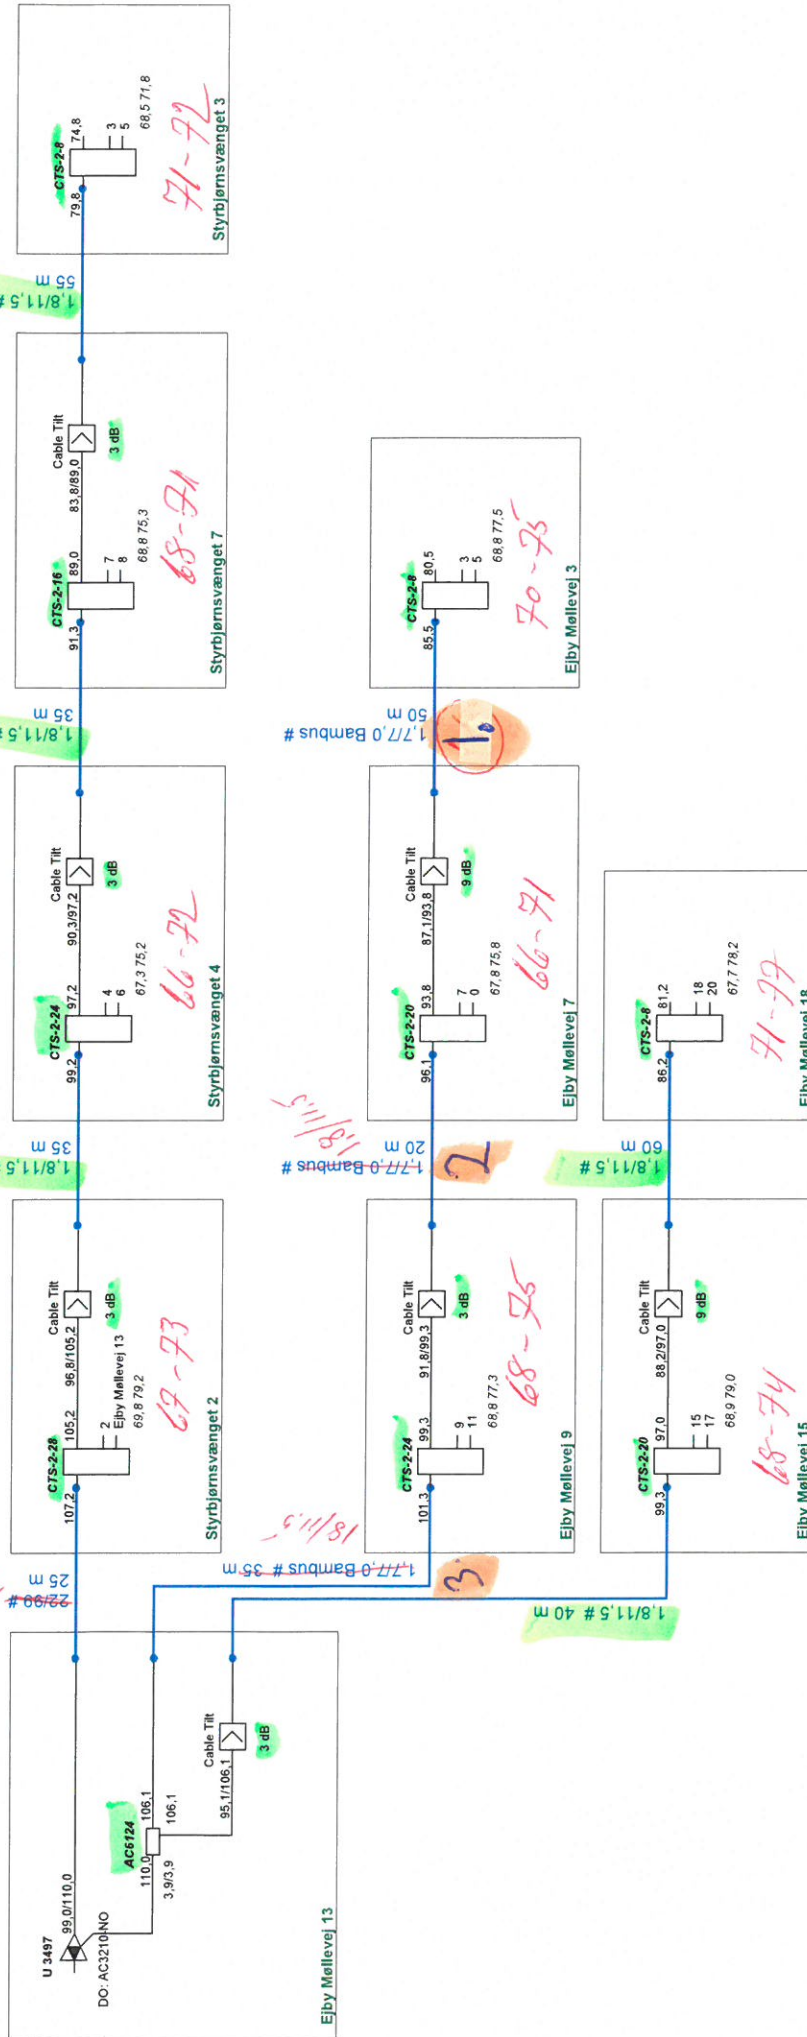 U 3497
99,0/110,0
DO: AC3210-NO
AC6124
110,0
106,1
3,9/3,9
106,1
95,1/106,1
Cable Tilt
3 dB
Ejby Møllevej 13
22/99 #
25 m
107,2
CTS-2-28
105,2
96,8/105,2
Cable Tilt
3 dB
2
Ejby Møllevej 13
69,8 79,2
67-73
Styrbjørnsvænget 2
1,8/11,5 #
35 m
99,2
CTS-2-24
97,2
90,3/97,2
Cable Tilt
3 dB
4
6
67,3 75,2
66-72
Styrbjørnsvænget 4
1,8/11,5 #
35 m
91,3
CTS-2-16
89,0
83,8/89,0
Cable Tilt
3 dB
7
8
68,8 75,3
68-71
Styrbjørnsvænget 7
1,8/11,5 #
55 m
79,8
CTS-2-8
74,8
3
5
68,5 71,8
71-72
Styrbjørnsvænget 3
18/11,5
1,7/7,0 Bambus # 35 m
3
101,3
CTS-2-24
99,3
91,8/99,3
Cable Tilt
3 dB
9
11
68,8 77,3
68-75
Ejby Møllevej 9
1,8/11,5
1,7/7,0 Bambus #
20 m
2
96,1
CTS-2-20
93,8
87,1/93,8
Cable Tilt
9 dB
7
0
67,8 75,8
66-71
Ejby Møllevej 7
1,7/7,0 Bambus #
50 m
1.
85,5
CTS-2-8
80,5
3
5
68,8 77,5
70-75
Ejby Møllevej 3
1,8/11,5 # 40 m
99,3
CTS-2-20
97,0
88,2/97,0
Cable Tilt
9 dB
15
17
68,9 79,0
68-74
Ejby Møllevej 15
1,8/11,5 #
60 m
86,2
CTS-2-8
81,2
18
20
67,7 78,2
71-77
Ejby Møllevej 18